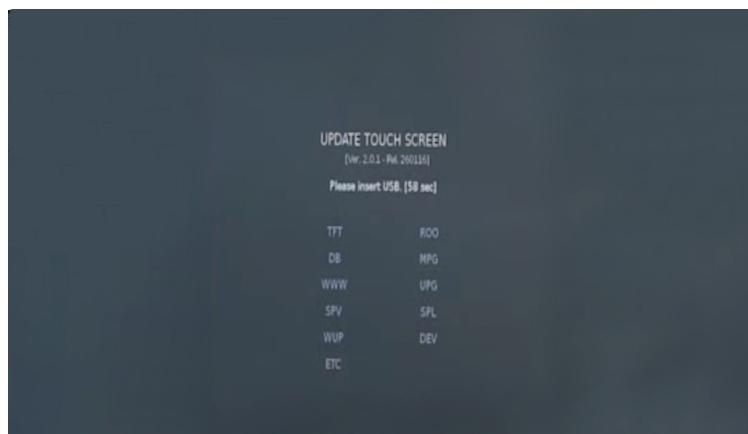 UPDATE TOUCH SCREEN
[Ver. 2.0.1 - Rel. 260116]
Please insert USB. [58 sec]
TFT ROO
DB MPG
WWW UPG
SPV SPL
WUP DEV
ETC